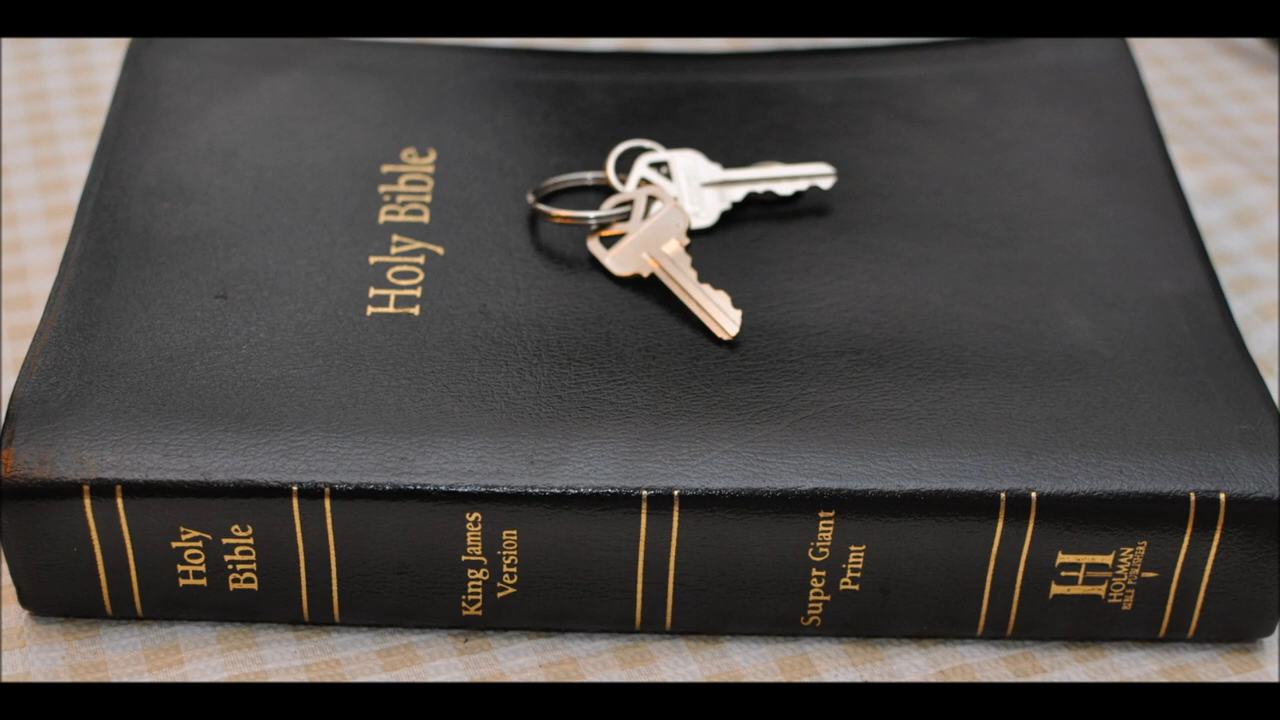 Holy Bible
Holy
Bible
King James
Version
Super Giant
Print
HOLMAN
BIBLE PUBLISHERS